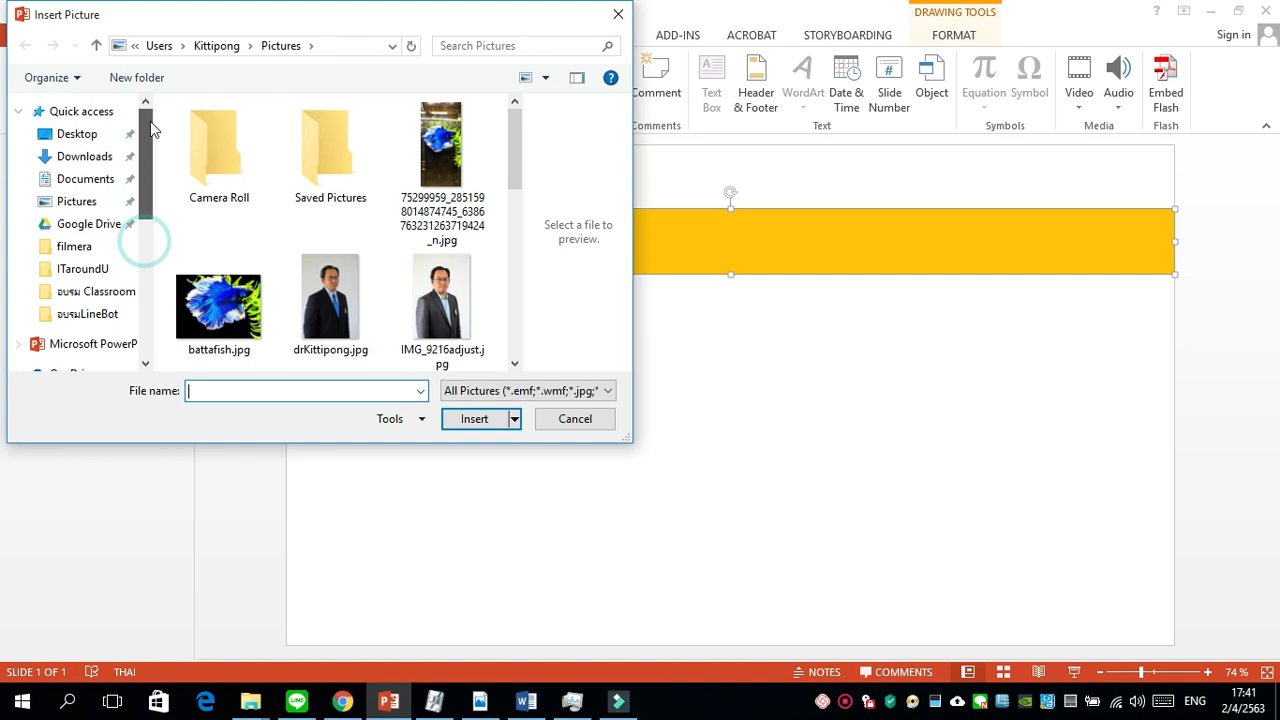 Insert Picture
DRAWING TOOLS
ADD-INS
ACROBAT
STORYBOARDING
FORMAT
Sign in
Users
Kittipong
Pictures
Search Pictures
Organize
New folder
Quick access
Desktop
Downloads
Documents
Pictures
Google Drive
filmera
ITaroundU
อบรม Classroom
อบรมLineBot
Microsoft PowerP
Camera Roll
Saved Pictures
75299959_285159
8014874745_6386
763231263719424
_n.jpg
battafish.jpg
drKittipong.jpg
IMG_9216adjust.j
pg
Select a file to
preview.
File name:
All Pictures (*.emf;*.wmf;*.jpg;*
Tools
Insert
Cancel
Comment
Text
Box
Header
& Footer
WordArt
Date &
Time
Slide
Number
Object
Equation
Symbol
Video
Audio
Embed
Flash
omments
Text
Symbols
Media
Flash
SLIDE 1 OF 1
THAI
NOTES
COMMENTS
74 %
ENG
17:41
2/4/2563